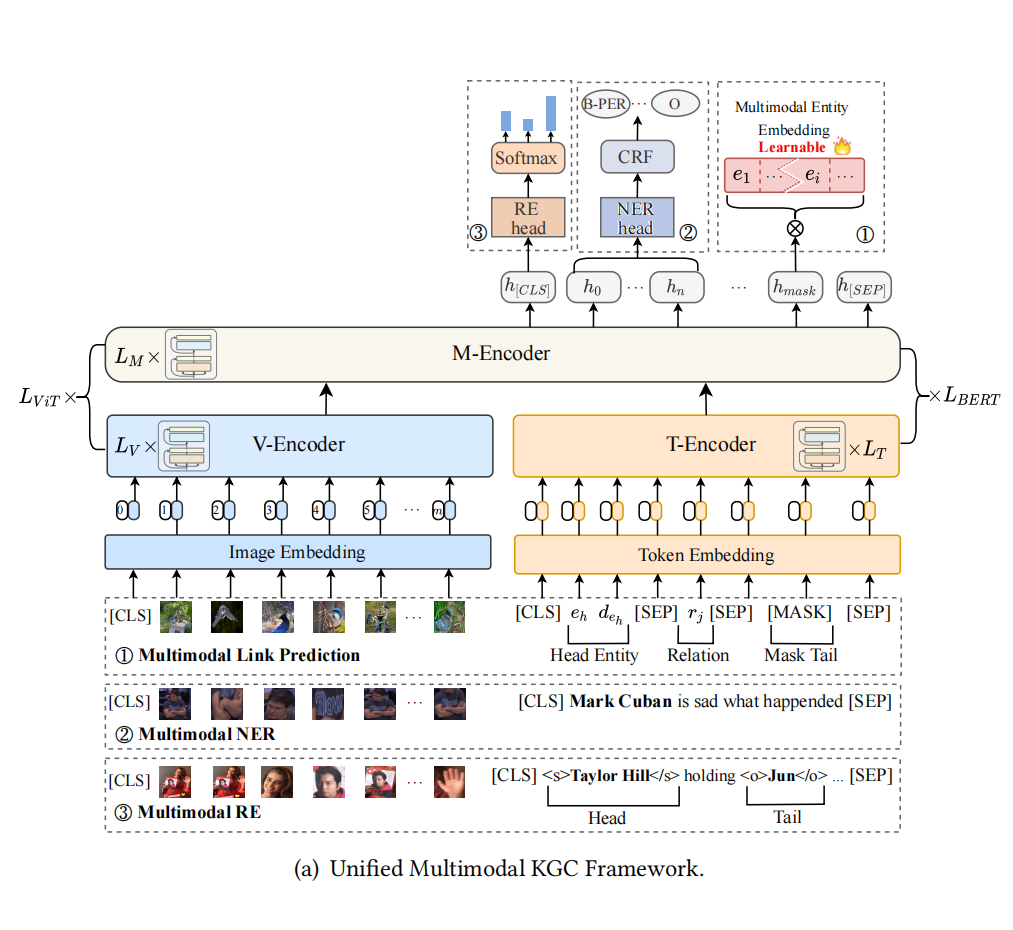 B-PER ... O
Multimodal Entity
Embedding
Learnable
Softmax
CRF
e1 ... ei ...
RE
head
NER
head
③
②
⊗
①
h[CLS]
h0 ... hn
...
hmask
h[SEP]
LM ×
M-Encoder
LViT ×
× LBERT
LV ×
V-Encoder
T-Encoder
× LT
0 1 2 3 4 5 ... m
Image Embedding
Token Embedding
[CLS] ...
[CLS] eh deh [SEP] rj [SEP] [MASK] [SEP]
Head Entity
Relation
Mask Tail
① Multimodal Link Prediction
[CLS] ...
[CLS] Mark Cuban is sad what happended [SEP]
② Multimodal NER
[CLS] ...
[CLS] <s>Taylor Hill</s> holding <o>Jun</o> ... [SEP]
Head
Tail
③ Multimodal RE
(a) Unified Multimodal KGC Framework.